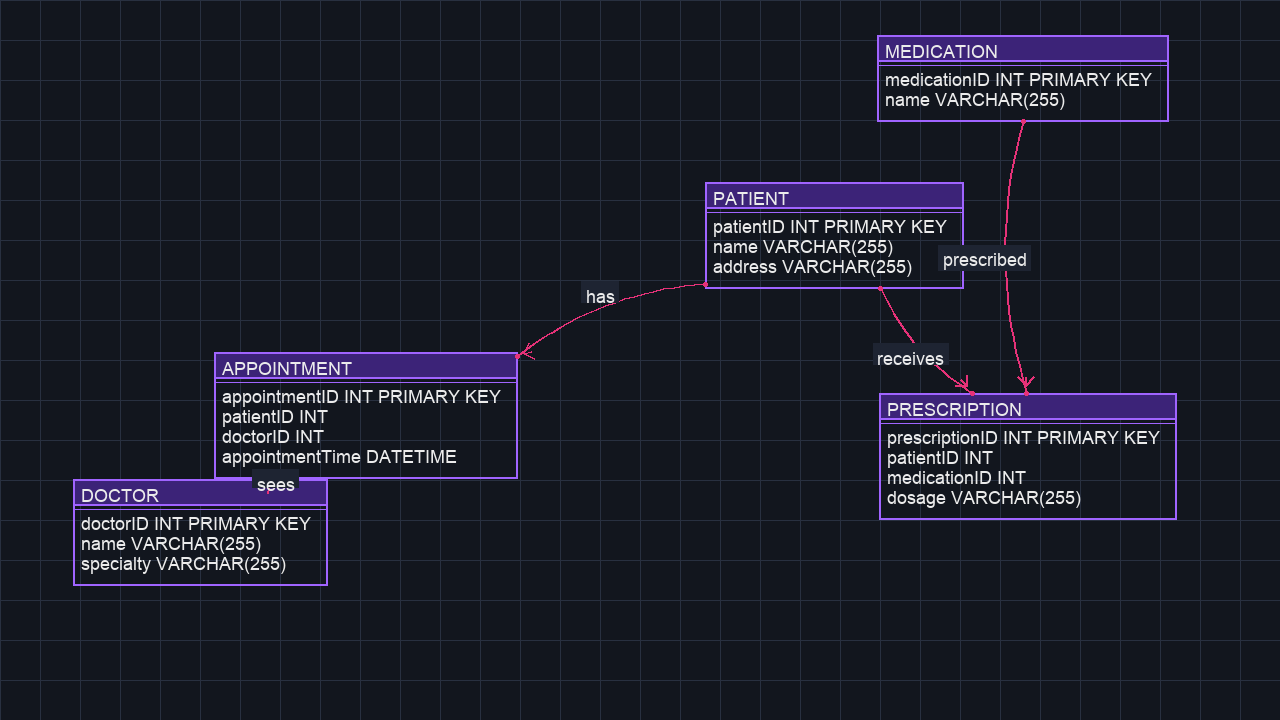 MEDICATION
medicationID INT PRIMARY KEY
name VARCHAR(255)
PATIENT
patientID INT PRIMARY KEY
name VARCHAR(255)
address VARCHAR(255)
prescribed
has
receives
APPOINTMENT
appointmentID INT PRIMARY KEY
patientID INT
doctorID INT
appointmentTime DATETIME
PRESCRIPTION
prescriptionID INT PRIMARY KEY
patientID INT
medicationID INT
dosage VARCHAR(255)
sees
DOCTOR
doctorID INT PRIMARY KEY
name VARCHAR(255)
specialty VARCHAR(255)